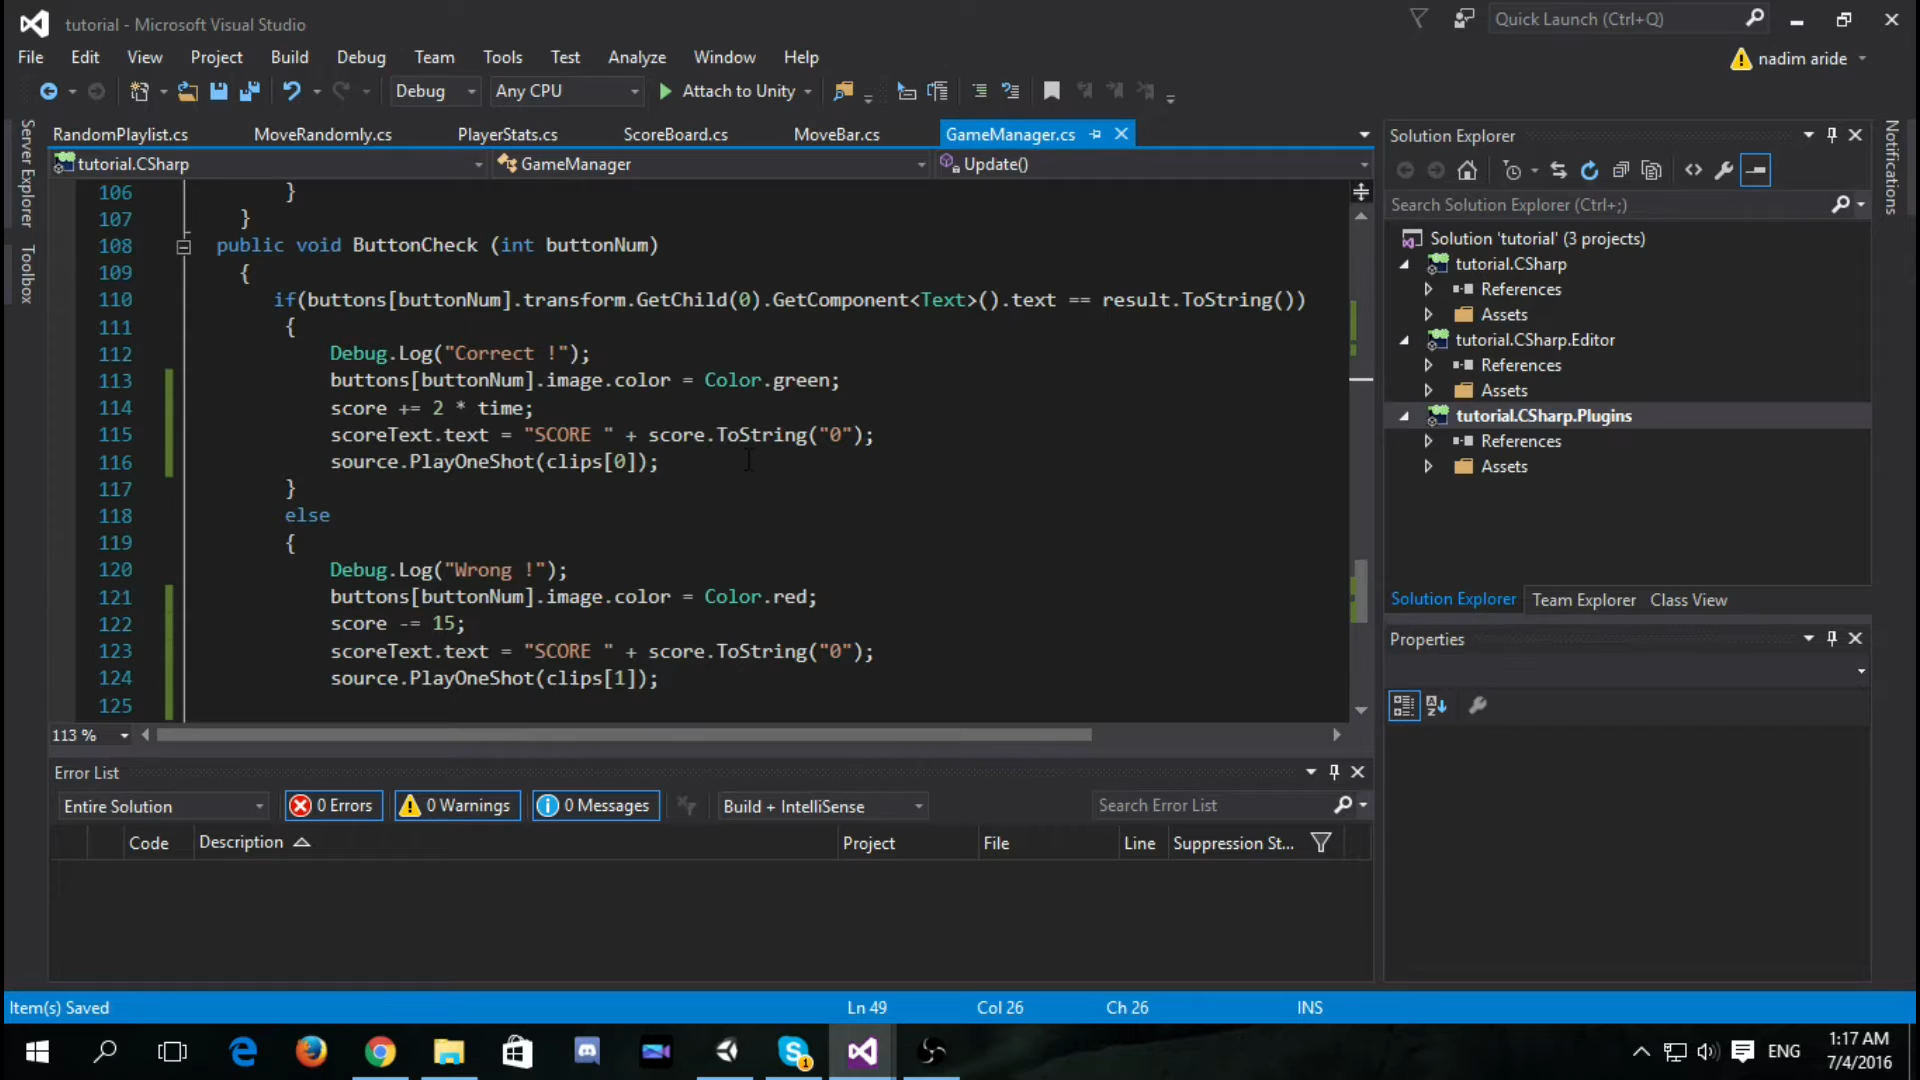 tutorial - Microsoft Visual Studio
Quick Launch (Ctrl+Q)
File Edit View Project Build Debug Team Tools Test Analyze Window Help
nadim aride
Debug Any CPU Attach to Unity
Server Explorer
Toolbox
RandomPlaylist.cs MoveRandomly.cs PlayerStats.cs ScoreBoard.cs MoveBar.cs GameManager.cs
tutorial.CSharp GameManager Update()
106 }
107 }
108 public void ButtonCheck (int buttonNum)
109 {
110 if(buttons[buttonNum].transform.GetChild(0).GetComponent<Text>().text == result.ToString())
111 {
112 Debug.Log("Correct !");
113 buttons[buttonNum].image.color = Color.green;
114 score += 2 * time;
115 scoreText.text = "SCORE " + score.ToString("0");
116 source.PlayOneShot(clips[0]);
117 }
118 else
119 {
120 Debug.Log("Wrong !");
121 buttons[buttonNum].image.color = Color.red;
122 score -= 15;
123 scoreText.text = "SCORE " + score.ToString("0");
124 source.PlayOneShot(clips[1]);
125
113 %
Error List
Entire Solution 0 Errors 0 Warnings 0 Messages Build + IntelliSense Search Error List
Code Description Project File Line Suppression St...
Solution Explorer
Search Solution Explorer (Ctrl+;)
Solution 'tutorial' (3 projects)
tutorial.CSharp
References
Assets
tutorial.CSharp.Editor
References
Assets
tutorial.CSharp.Plugins
References
Assets
Solution Explorer Team Explorer Class View
Properties
Notifications
Item(s) Saved Ln 49 Col 26 Ch 26 INS
1
ENG
1:17 AM
7/4/2016